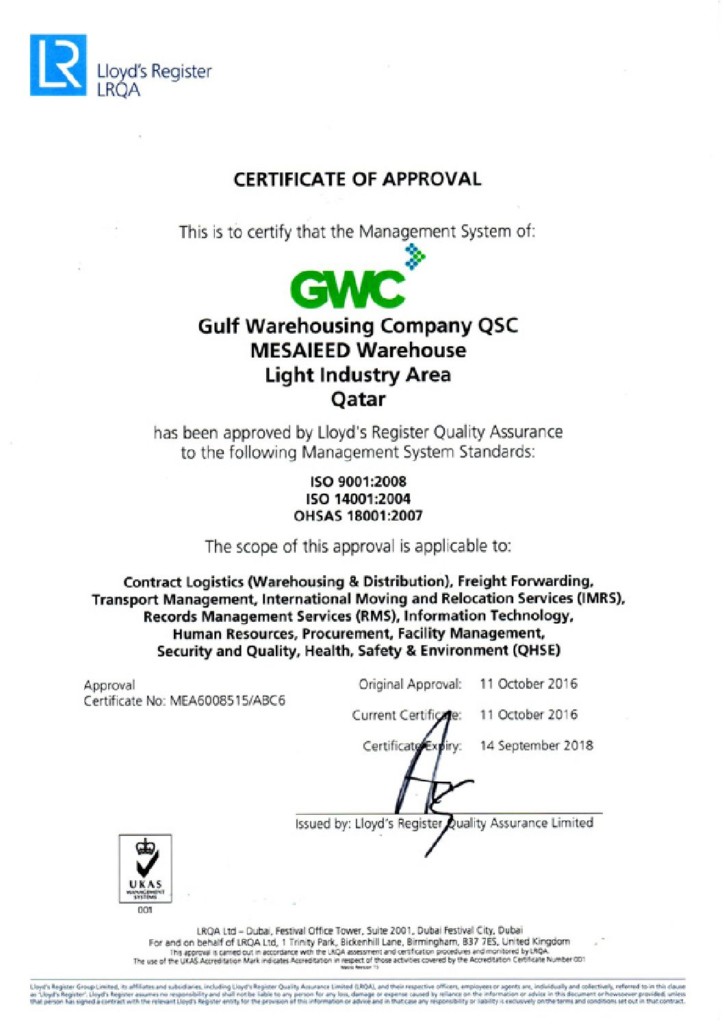 LR
Lloyd's Register
LRQA
CERTIFICATE OF APPROVAL
This is to certify that the Management System of:
GWC
Gulf Warehousing Company QSC
MESAIEED Warehouse
Light Industry Area
Qatar
has been approved by Lloyd's Register Quality Assurance
to the following Management System Standards:
ISO 9001:2008
ISO 14001:2004
OHSAS 18001:2007
The scope of this approval is applicable to:
Contract Logistics (Warehousing & Distribution), Freight Forwarding,
Transport Management, International Moving and Relocation Services (IMRS),
Records Management Services (RMS), Information Technology,
Human Resources, Procurement, Facility Management,
Security and Quality, Health, Safety & Environment (QHSE)
Approval
Certificate No: MEA6008515/ABC6
Original Approval: 11 October 2016
Current Certificate: 11 October 2016
Certificate Expiry: 14 September 2018
Issued by: Lloyd's Register Quality Assurance Limited
UKAS
MANAGEMENT
SYSTEMS
001
LRQA Ltd – Dubai, Festival Office Tower, Suite 2001, Dubai Festival City, Dubai
For and on behalf of LRQA Ltd, 1 Trinity Park, Bickenhill Lane, Birmingham, B37 7ES, United Kingdom
This approval is carried out in accordance with the LRQA assessment and certification procedures and monitored by LRQA.
The use of the UKAS Accreditation Mark indicates Accreditation in respect of those activities covered by the Accreditation Certificate Number 001
Macro Revision 13
Lloyd's Register Group Limited, its affiliates and subsidiaries, including Lloyd's Register Quality Assurance Limited (LRQA), and their respective officers, employees or agents are, individually and collectively, referred to in this clause
as 'Lloyd's Register'. Lloyd's Register assumes no responsibility and shall not be liable to any person for any loss, damage or expense caused by reliance on the information or advice in this document or howsoever provided, unless
that person has signed a contract with the relevant Lloyd's Register entity for the provision of this information or advice and in that case any responsibility or liability is exclusively on the terms and conditions set out in that contract.